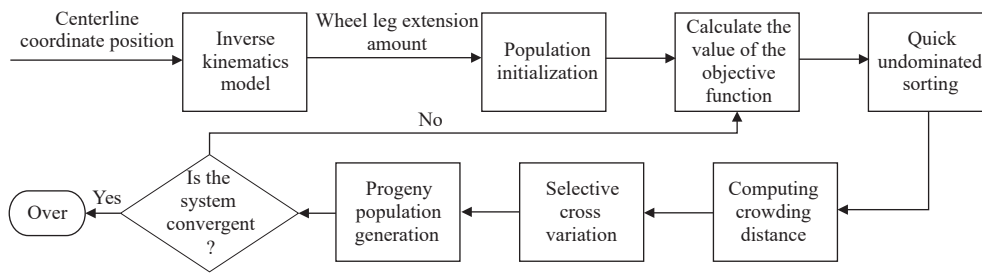 Centerline
coordinate position
Inverse
kinematics
model
Wheel leg extension
amount
Population
initialization
Calculate the
value of the
objective
function
Quick
undominated
sorting
No
Over
Yes
Is the
system
convergent
?
Progeny
population
generation
Selective
cross
variation
Computing
crowding
distance